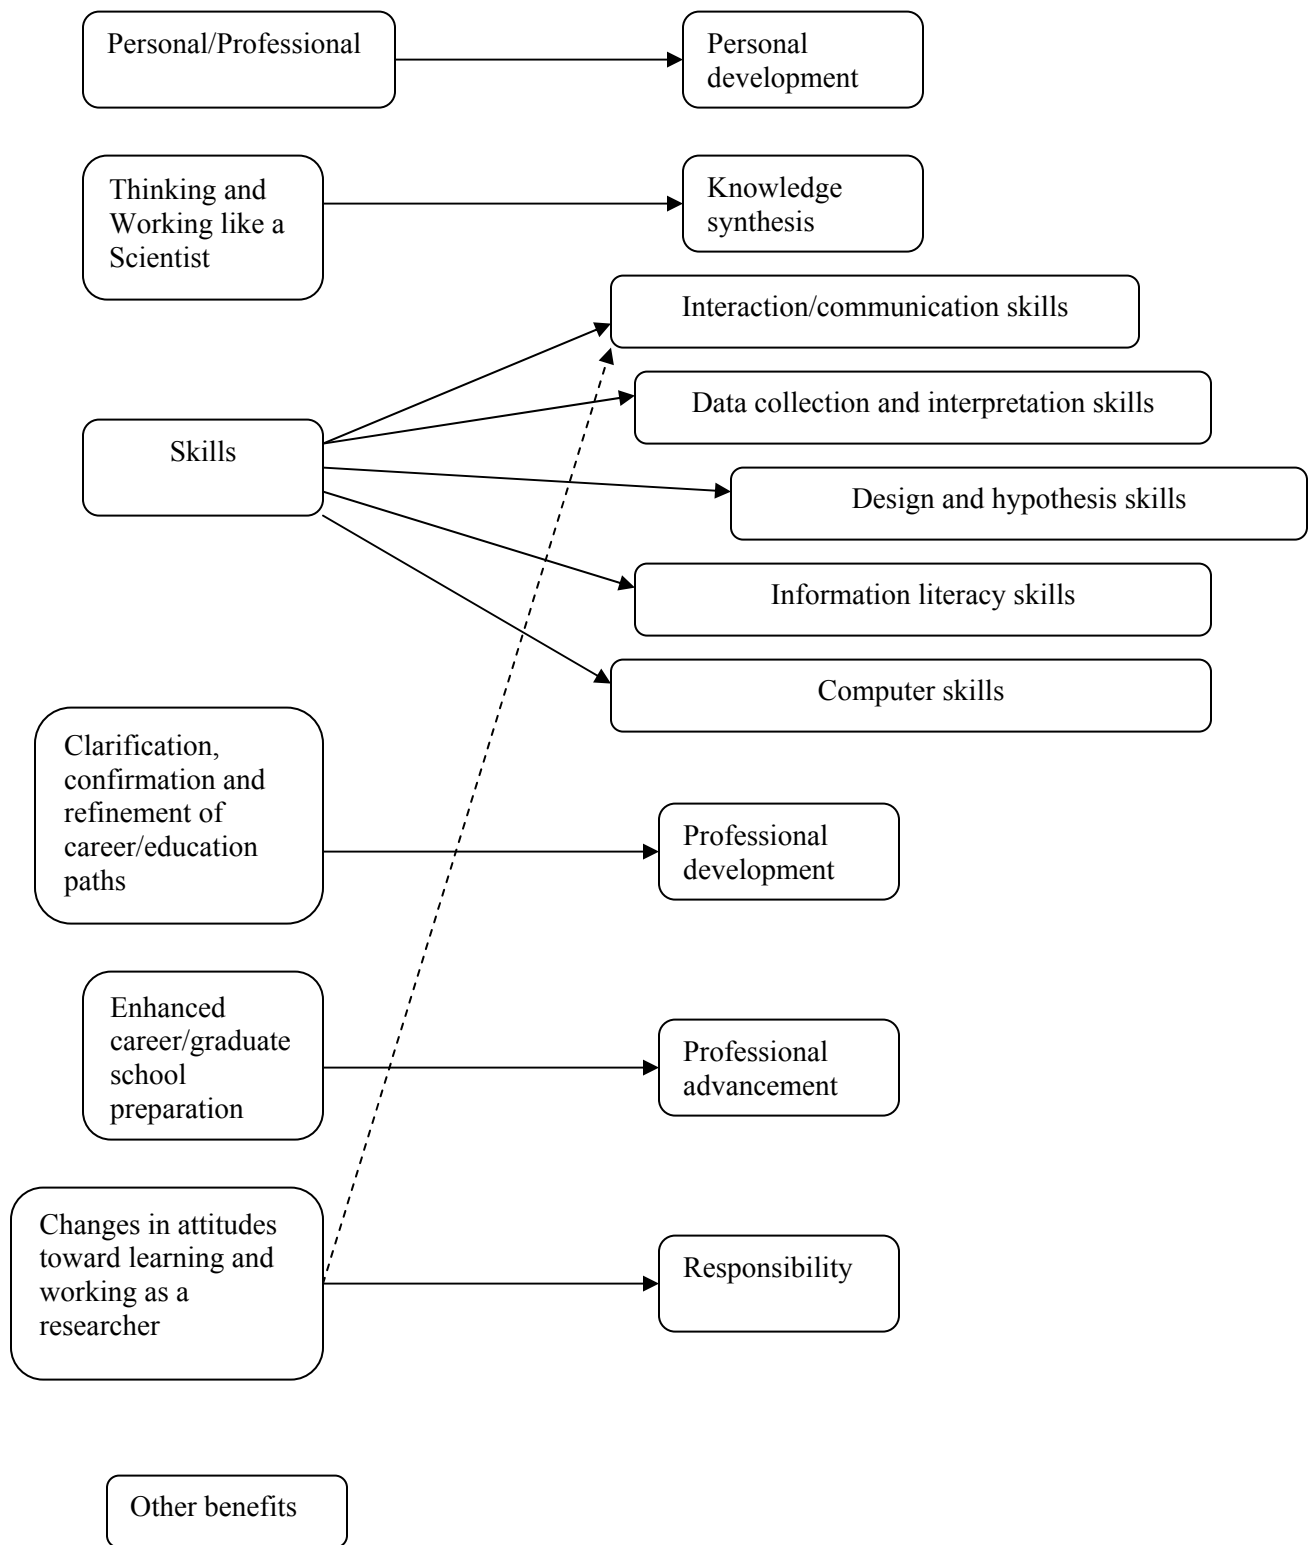 Personal/Professional
Personal
development
Thinking and
Working like a
Scientist
Knowledge
synthesis
Interaction/communication skills
Data collection and interpretation skills
Skills
Design and hypothesis skills
Information literacy skills
Computer skills
Clarification,
confirmation and
refinement of
career/education
paths
Professional
development
Enhanced
career/graduate
school
preparation
Professional
advancement
Changes in attitudes
toward learning and
working as a
researcher
Responsibility
Other benefits